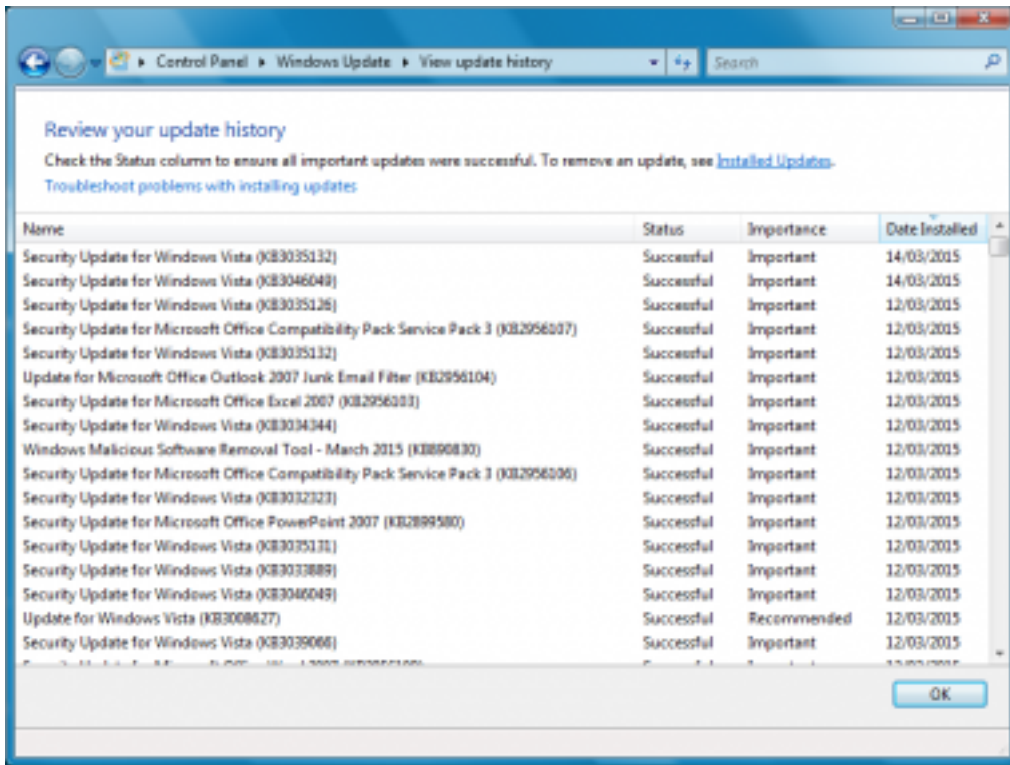 Control Panel ▸ Windows Update ▸ View update history Search
Review your update history
Check the Status column to ensure all important updates were successful. To remove an update, see Installed Updates.
Troubleshoot problems with installing updates
Name Status Importance Date Installed
Security Update for Windows Vista (KB3035132) Successful Important 14/03/2015
Security Update for Windows Vista (KB3046049) Successful Important 14/03/2015
Security Update for Windows Vista (KB3035126) Successful Important 12/03/2015
Security Update for Microsoft Office Compatibility Pack Service Pack 3 (KB2956107) Successful Important 12/03/2015
Security Update for Windows Vista (KB3035132) Successful Important 12/03/2015
Update for Microsoft Office Outlook 2007 Junk Email Filter (KB2956104) Successful Important 12/03/2015
Security Update for Microsoft Office Excel 2007 (KB2956103) Successful Important 12/03/2015
Security Update for Windows Vista (KB3034344) Successful Important 12/03/2015
Windows Malicious Software Removal Tool - March 2015 (KB890830) Successful Important 12/03/2015
Security Update for Microsoft Office Compatibility Pack Service Pack 3 (KB2956106) Successful Important 12/03/2015
Security Update for Windows Vista (KB3032323) Successful Important 12/03/2015
Security Update for Microsoft Office PowerPoint 2007 (KB2899580) Successful Important 12/03/2015
Security Update for Windows Vista (KB3035131) Successful Important 12/03/2015
Security Update for Windows Vista (KB3033889) Successful Important 12/03/2015
Security Update for Windows Vista (KB3046049) Successful Important 12/03/2015
Update for Windows Vista (KB3008627) Successful Recommended 12/03/2015
Security Update for Windows Vista (KB3039066) Successful Important 12/03/2015
OK